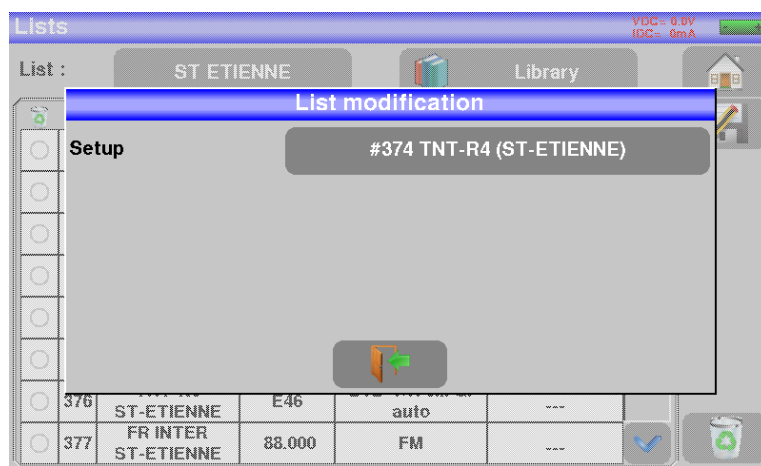 Lists
VDC= 0.0V
IDC= 0mA
List :
ST ETIENNE
Library
List modification
Setup
#374 TNT-R4 (ST-ETIENNE)
376
ST-ETIENNE
E46
auto
---
377
FR INTER
ST-ETIENNE
88.000
FM
---